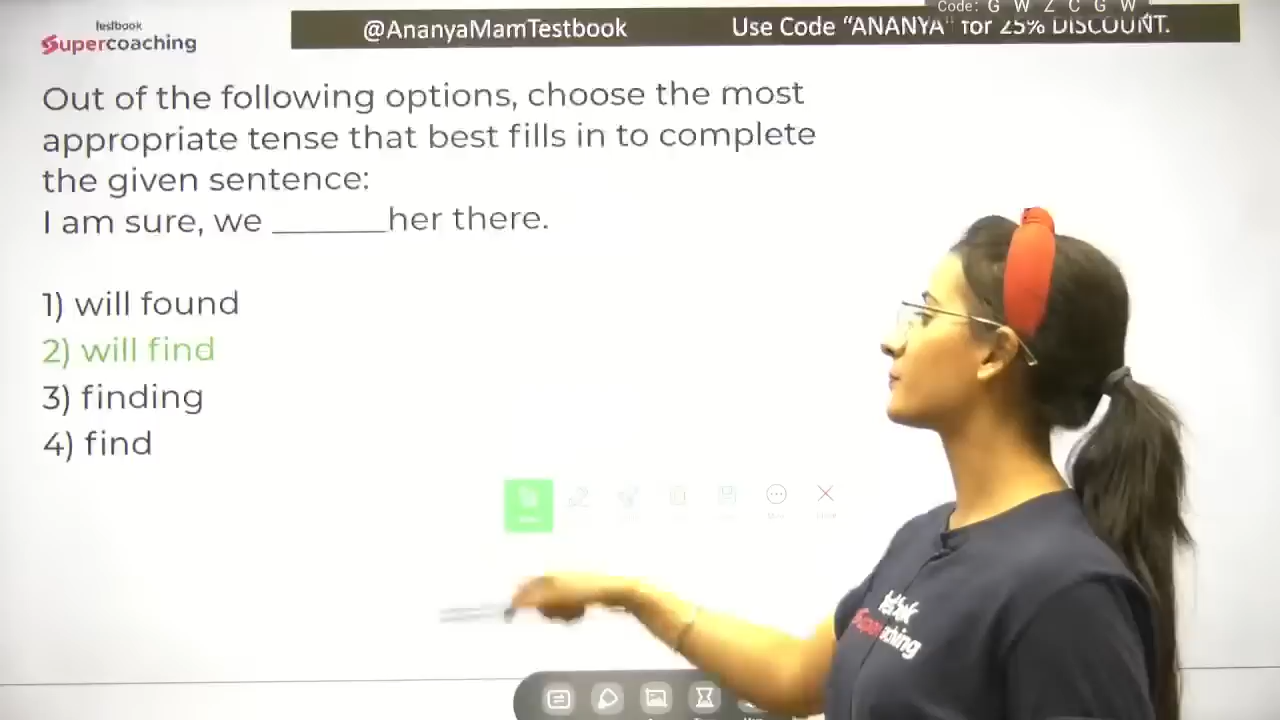 Code: G W Z C G W
testbook
Supercoaching
@AnanyaMamTestbook
Use Code “ANANYA” for 25% DISCOUNT.
Out of the following options, choose the most
appropriate tense that best fills in to complete
the given sentence:
I am sure, we _______her there.
1) will found
2) will find
3) finding
4) find